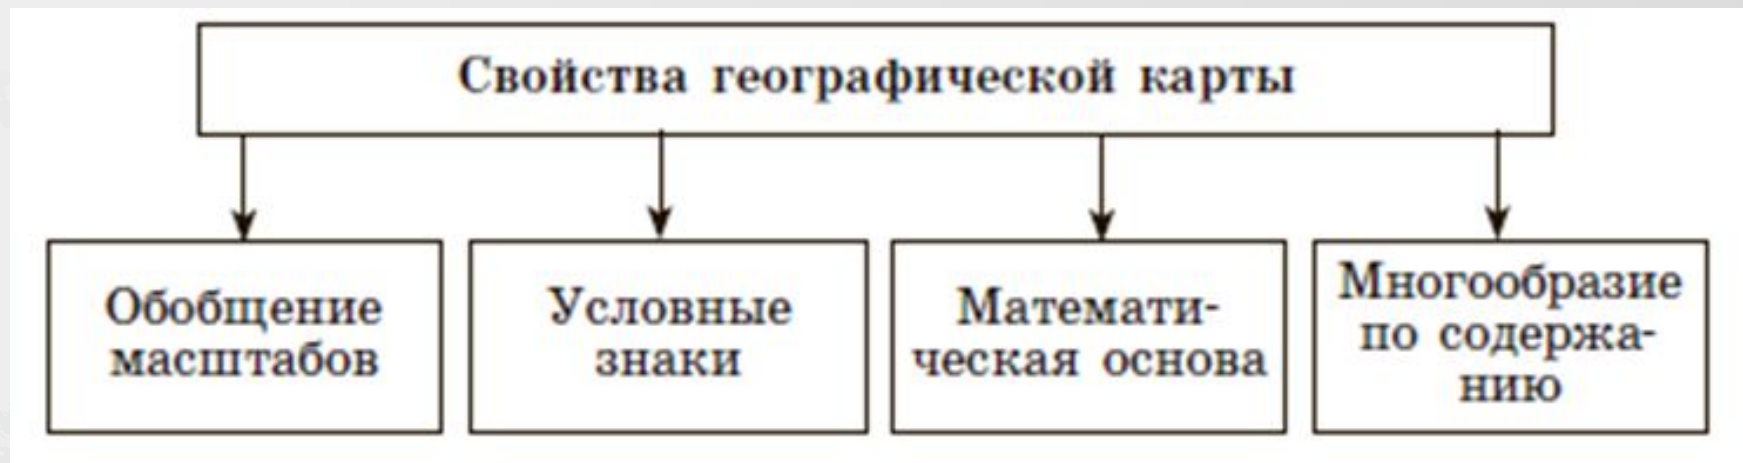 Свойства географической карты
Обобщение
масштабов
Условные
знаки
Математи-
ческая основа
Многообразие
по содержа-
нию